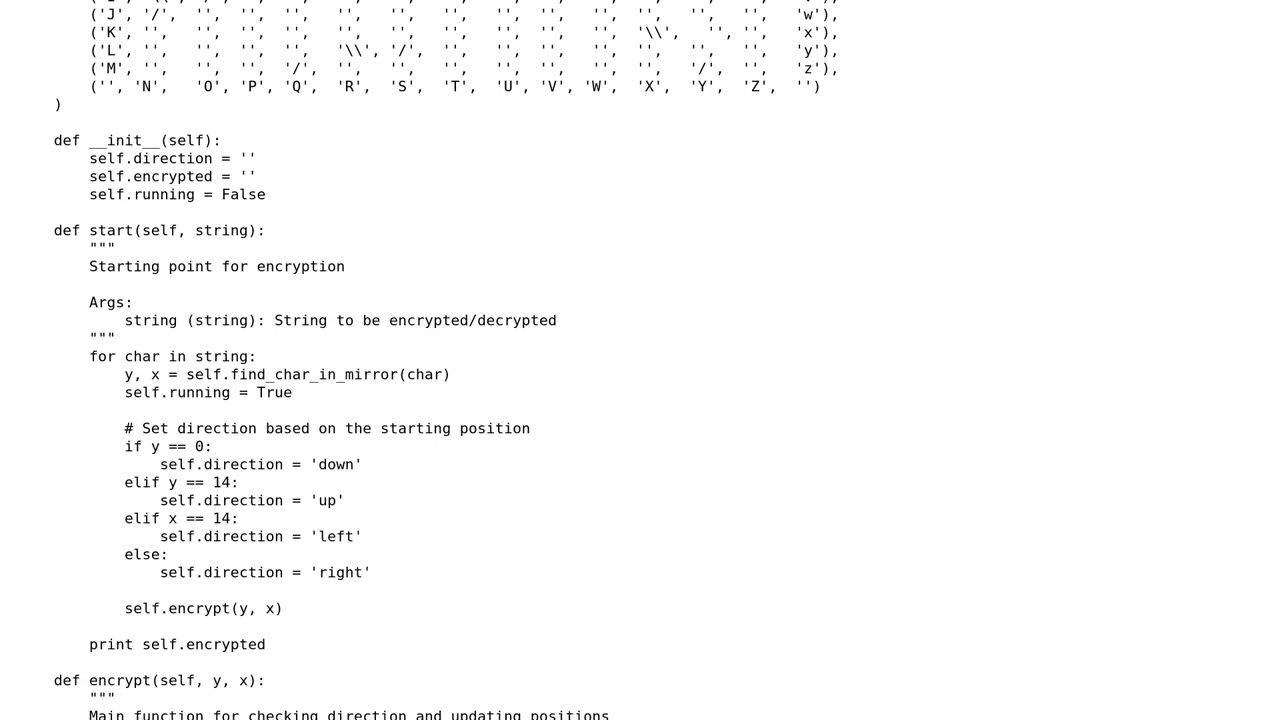 ('J', '/',  '',   '',   '',   '',   '',   '',   '',  '',  '',   '',   '',   '',   'w'),
('K', '',   '',   '',   '',   '',   '',   '',   '',  '',  '',   '\\',   '', '',   'x'),
('L', '',   '',   '',   '',   '\\', '/',  '',   '',  '',  '',   '',   '',   '',   'y'),
('M', '',   '',   '',   '/',  '',   '',   '',   '',  '',  '',   '',   '/',  '',   'z'),
('', 'N',   'O', 'P', 'Q',  'R',  'S',  'T',  'U', 'V', 'W',  'X',  'Y',  'Z',  '')
)
def __init__(self):
self.direction = ''
self.encrypted = ''
self.running = False
def start(self, string):
"""
Starting point for encryption
Args:
string (string): String to be encrypted/decrypted
"""
for char in string:
y, x = self.find_char_in_mirror(char)
self.running = True
# Set direction based on the starting position
if y == 0:
self.direction = 'down'
elif y == 14:
self.direction = 'up'
elif x == 14:
self.direction = 'left'
else:
self.direction = 'right'
self.encrypt(y, x)
print self.encrypted
def encrypt(self, y, x):
"""
Main function for checking direction and updating positions